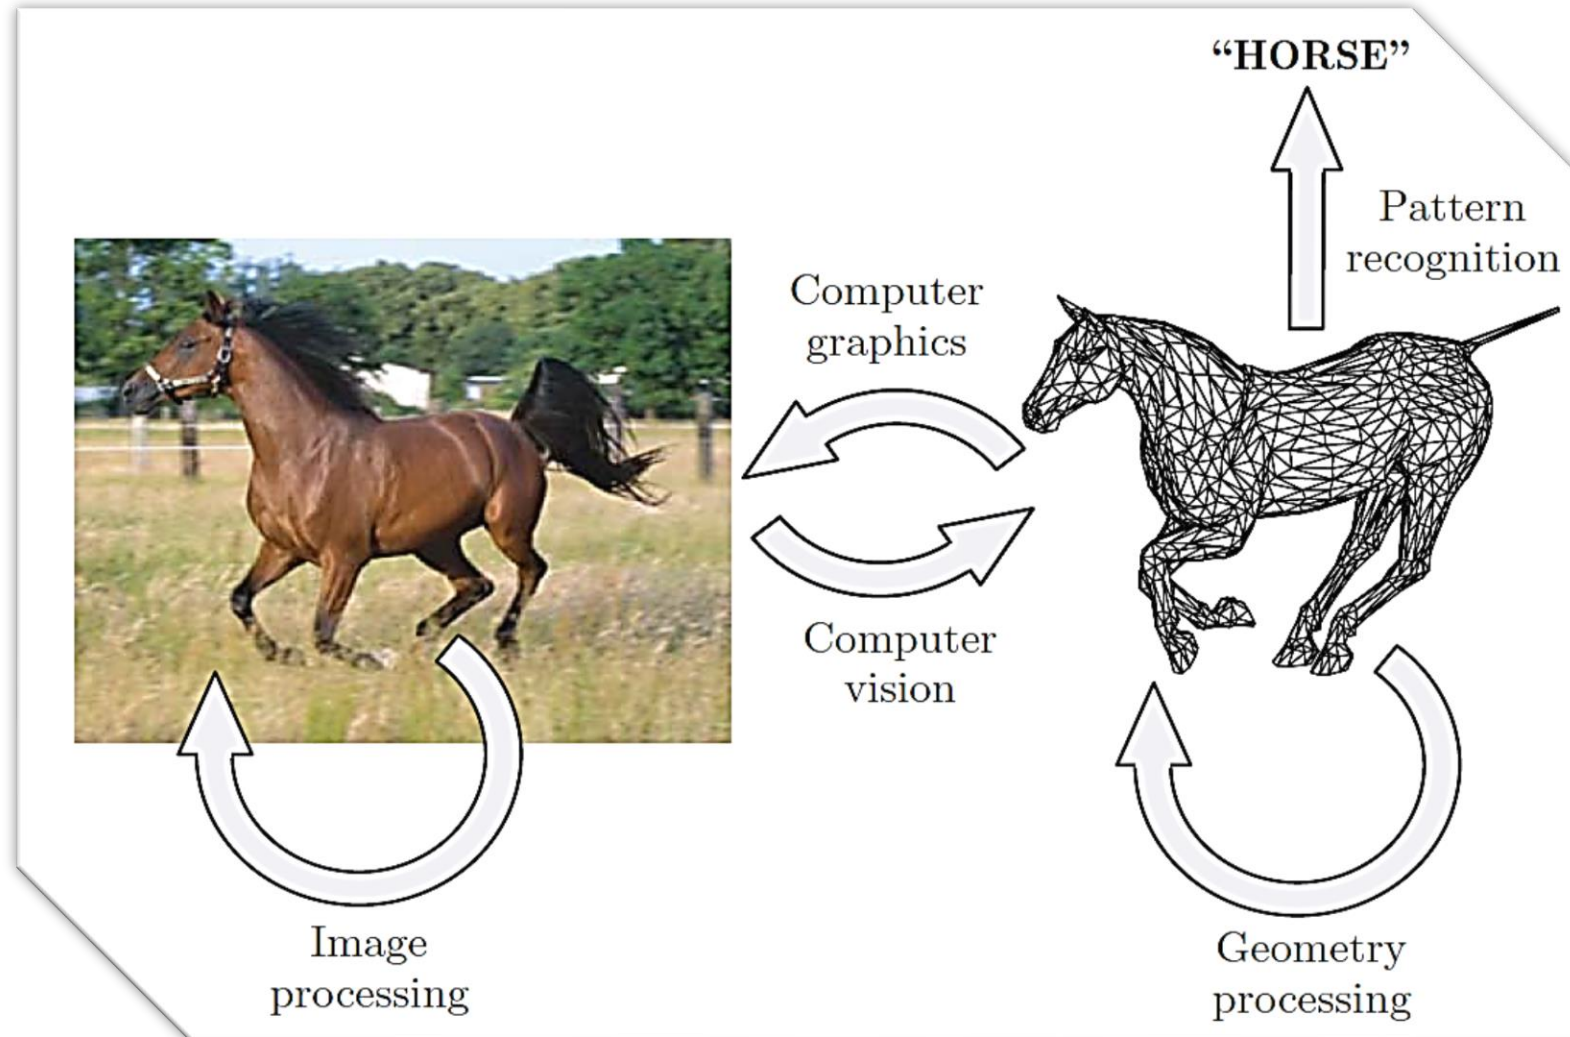 “HORSE”
Pattern
recognition
Computer
graphics
Computer
vision
Image
processing
Geometry
processing